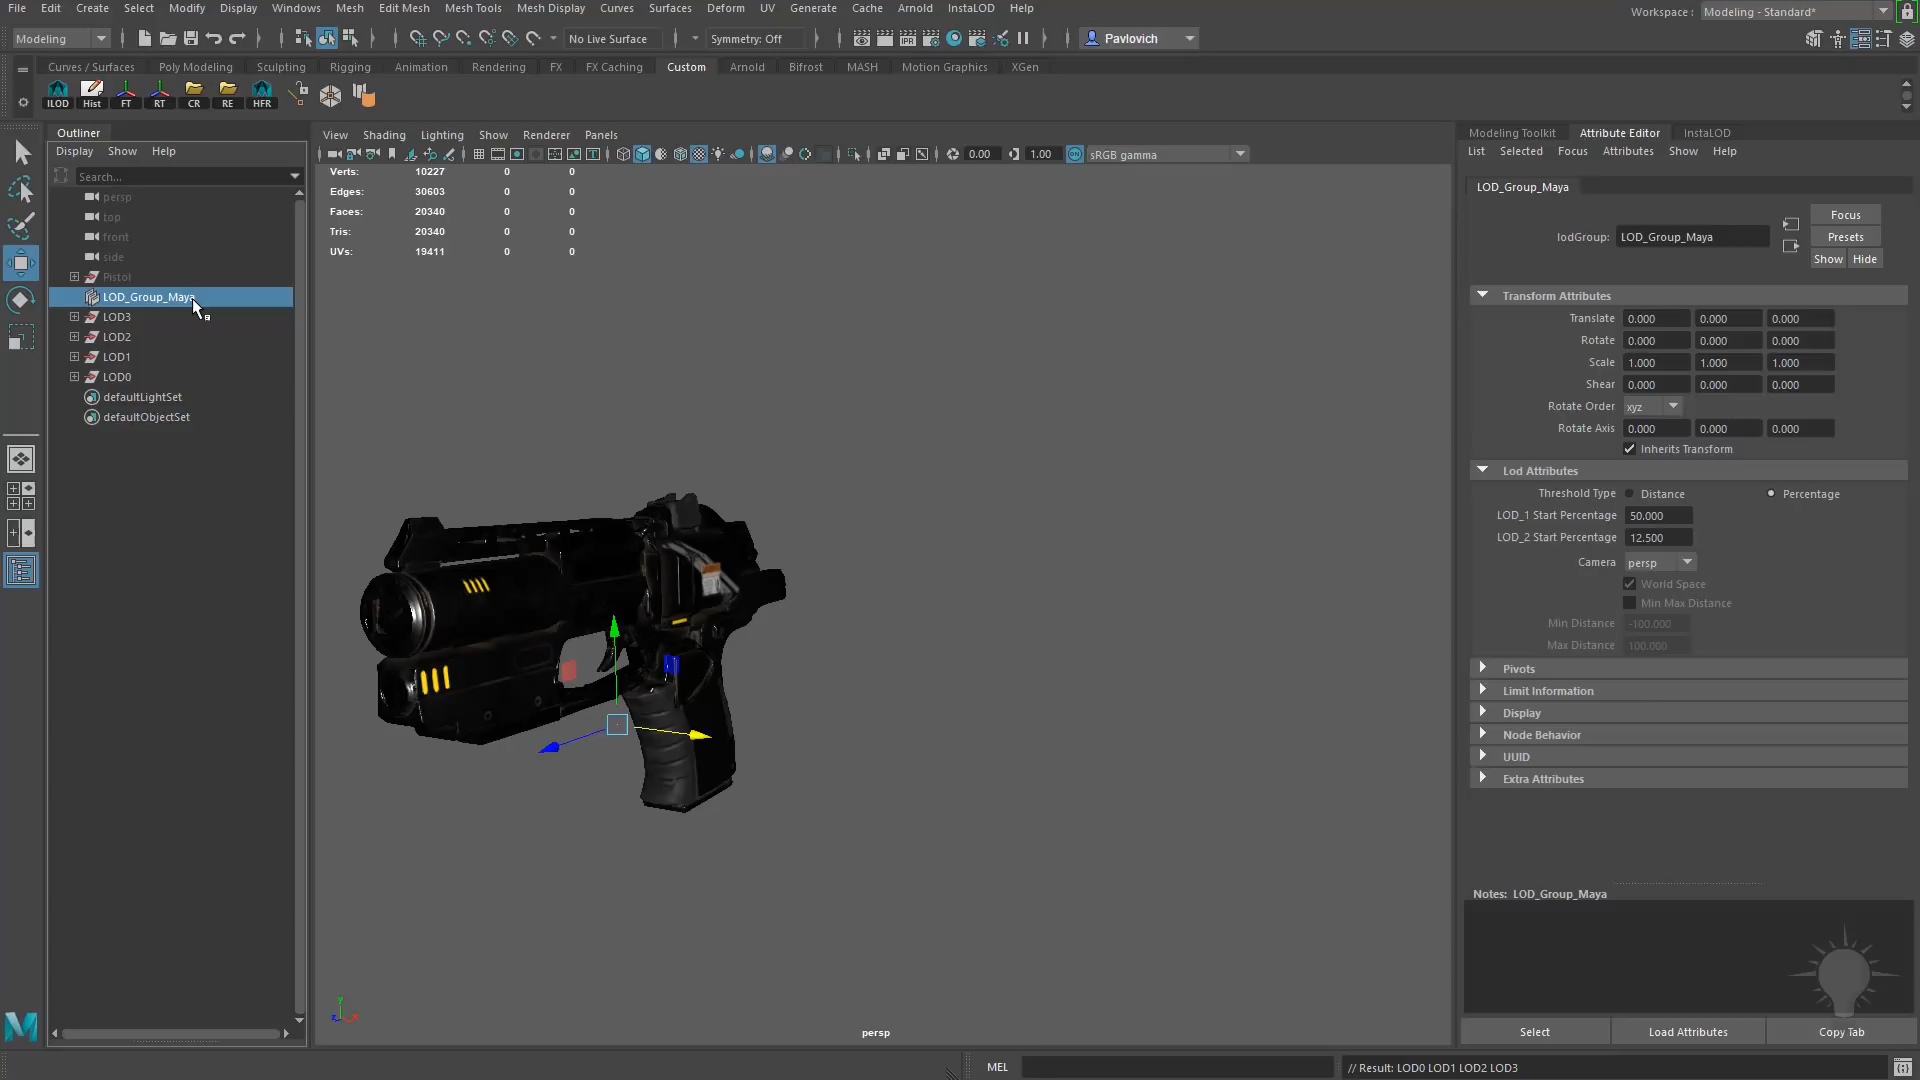 File Edit Create Select Modify Display Windows Mesh Edit Mesh Mesh Tools Mesh Display Curves Surfaces Deform UV Generate Cache Arnold InstaLOD Help
Workspace : Modeling - Standard*
Modeling No Live Surface Symmetry: Off IPR Pavlovich
Curves / Surfaces Poly Modeling Sculpting Rigging Animation Rendering FX FX Caching Custom Arnold Bifrost MASH Motion Graphics XGen
ILOD Hist FT RT CR RE HFR
Outliner
Display Show Help
Search...
persp
top
front
side
Pistol
LOD_Group_Maya
LOD3
LOD2
LOD1
LOD0
defaultLightSet
defaultObjectSet
View Shading Lighting Show Renderer Panels
0.00 1.00 ON sRGB gamma
Verts: 10227 0 0
Edges: 30603 0 0
Faces: 20340 0 0
Tris: 20340 0 0
UVs: 19411 0 0
y
z x
persp
Modeling Toolkit Attribute Editor InstaLOD
List Selected Focus Attributes Show Help
LOD_Group_Maya
lodGroup: LOD_Group_Maya
Focus
Presets
Show Hide
Transform Attributes
Translate 0.000 0.000 0.000
Rotate 0.000 0.000 0.000
Scale 1.000 1.000 1.000
Shear 0.000 0.000 0.000
Rotate Order xyz
Rotate Axis 0.000 0.000 0.000
Inherits Transform
Lod Attributes
Threshold Type Distance Percentage
LOD_1 Start Percentage 50.000
LOD_2 Start Percentage 12.500
Camera persp
World Space
Min Max Distance
Min Distance -100.000
Max Distance 100.000
Pivots
Limit Information
Display
Node Behavior
UUID
Extra Attributes
Notes: LOD_Group_Maya
Select Load Attributes Copy Tab
MEL // Result: LOD0 LOD1 LOD2 LOD3